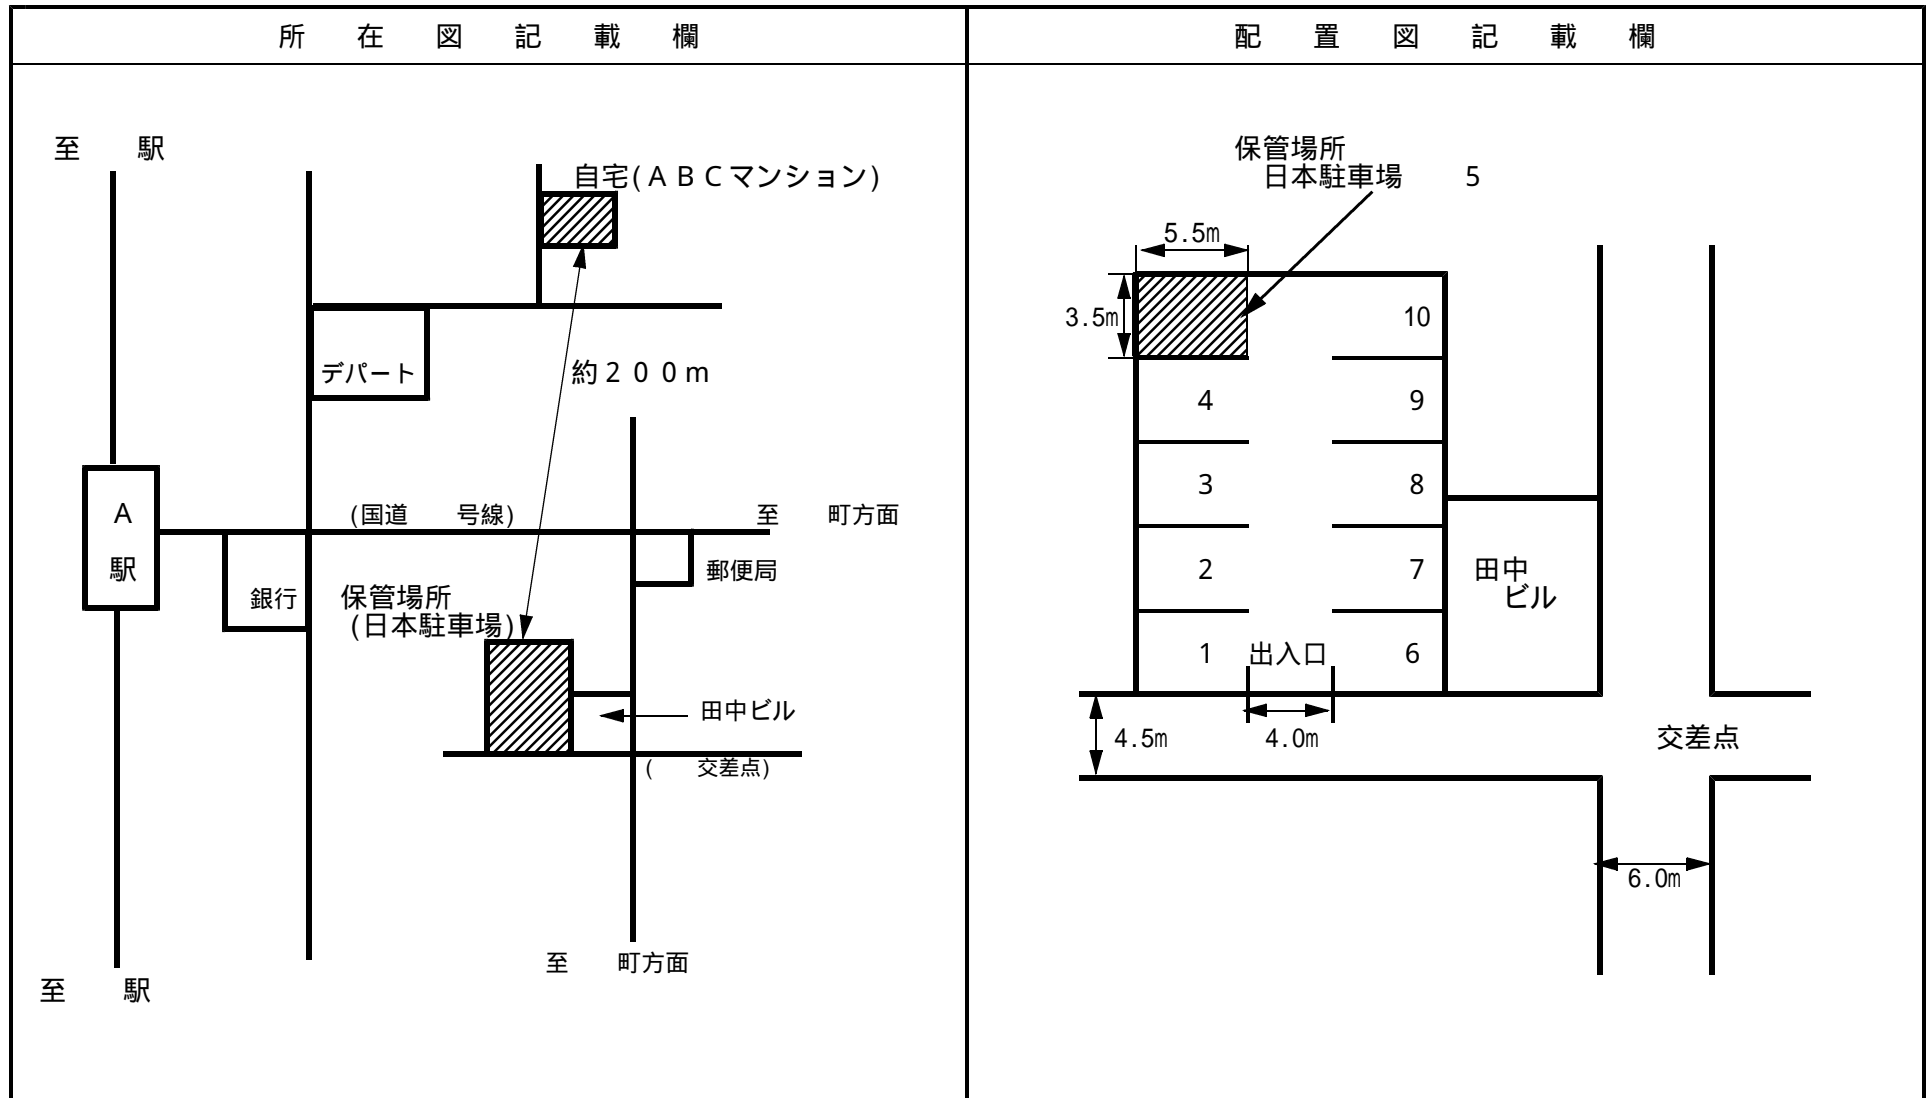 所在図記載欄
至 駅
自宅(ABCマンション)
デパート
約200m
A
駅
(国道 号線)
至 町方面
郵便局
銀行
保管場所
(日本駐車場)
田中ビル
( 交差点)
至 町方面
至 駅
配置図記載欄
保管場所
日本駐車場 5
5.5m
3.5m
10
4
9
3
8
2
7
田中
ビル
1
出入口
6
4.5m
4.0m
交差点
6.0m